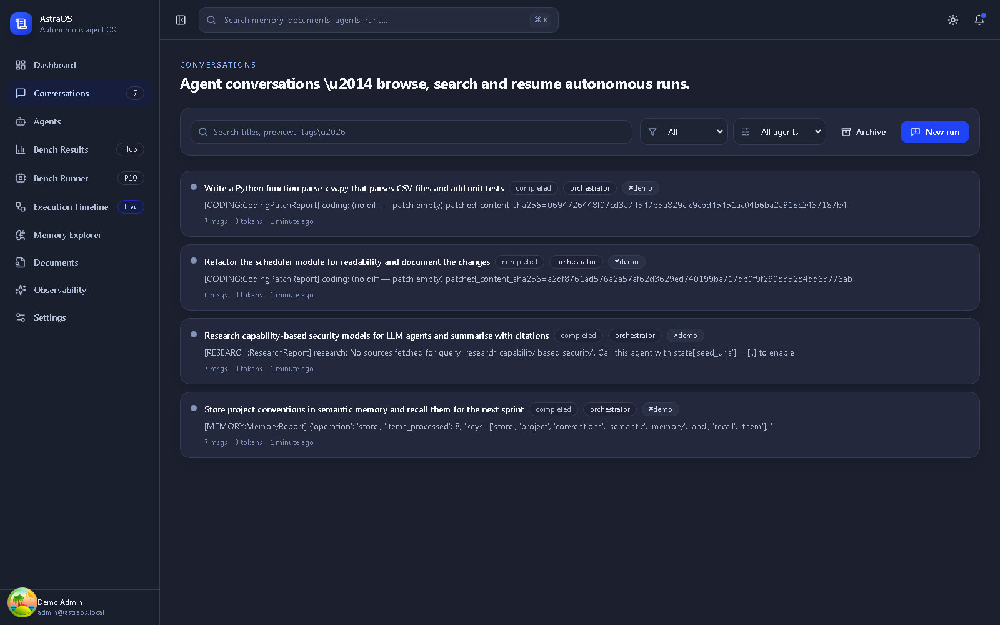 AstraOS
Autonomous agent OS
Dashboard
Conversations 7
Agents
Bench Results Hub
Bench Runner P10
Execution Timeline Live
Memory Explorer
Documents
Observability
Settings
Demo Admin
admin@astraos.local
Search memory, documents, agents, runs... ⌘ K
CONVERSATIONS
Agent conversations \u2014 browse, search and resume autonomous runs.
Search titles, previews, tags\u2026 All All agents Archive New run
Write a Python function parse_csv.py that parses CSV files and add unit tests completed orchestrator #demo
[CODING:CodingPatchReport] coding: (no diff — patch empty) patched_content_sha256=0694726448f07cd3a7ff347b3a829cfc9cbd45451ac04b6ba2a918c2437187b4
7 msgs 0 tokens 1 minute ago
Refactor the scheduler module for readability and document the changes completed orchestrator #demo
[CODING:CodingPatchReport] coding: (no diff — patch empty) patched_content_sha256=a2df8761ad576a2a57af62d3629ed740199ba717db0f9f290835284dd63776ab
6 msgs 0 tokens 1 minute ago
Research capability-based security models for LLM agents and summarise with citations completed orchestrator #demo
[RESEARCH:ResearchReport] research: No sources fetched for query 'research capability based security'. Call this agent with state['seed_urls'] = [..] to enable
7 msgs 0 tokens 1 minute ago
Store project conventions in semantic memory and recall them for the next sprint completed orchestrator #demo
[MEMORY:MemoryReport] {'operation': 'store', 'items_processed': 8, 'keys': ['store', 'project', 'conventions', 'semantic', 'memory', 'and', 'recall', 'them'], '
7 msgs 0 tokens 1 minute ago